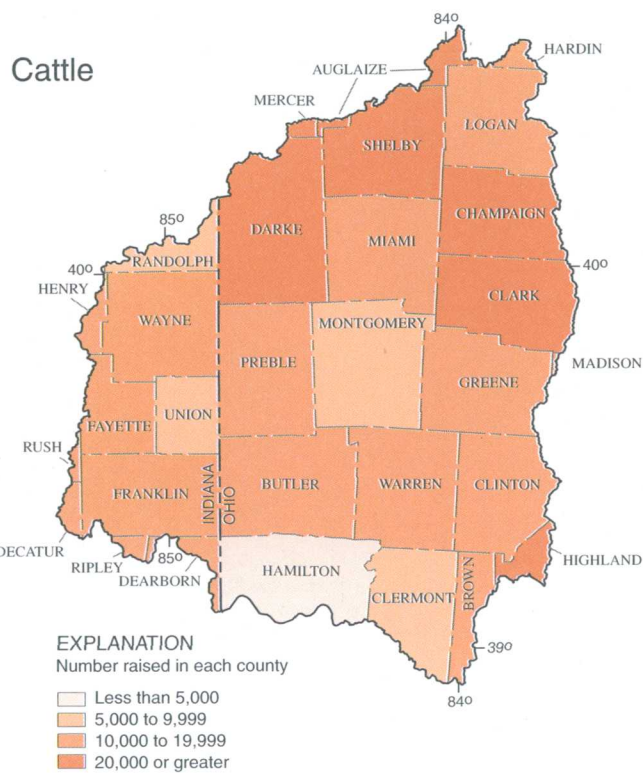 Cattle
84º
HARDIN
AUGLAIZE
MERCER
LOGAN
SHELBY
CHAMPAIGN
85º
DARKE
MIAMI
RANDOLPH
40º
40º
HENRY
CLARK
WAYNE
MONTGOMERY
PREBLE
MADISON
GREENE
UNION
FAYETTE
RUSH
FRANKLIN
INDIANA
OHIO
BUTLER
WARREN
CLINTON
DECATUR
RIPLEY
85º
DEARBORN
HAMILTON
CLERMONT
BROWN
HIGHLAND
39º
84º
EXPLANATION
Number raised in each county
Less than 5,000
5,000 to 9,999
10,000 to 19,999
20,000 or greater